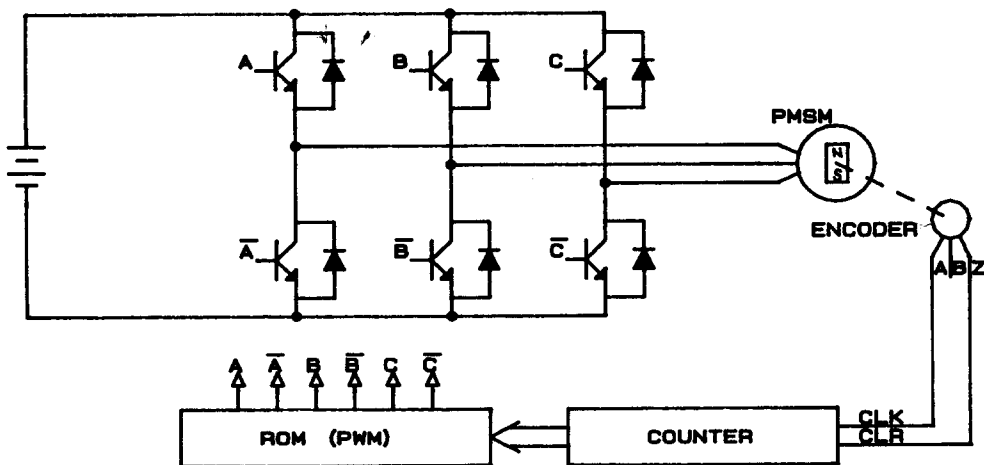 A B C
PMSM
N/S
A̅ B̅ C̅
ENCODER
A B Z
A A̅ B B̅ C C̅
CLK
CLR
ROM (PWM)
COUNTER